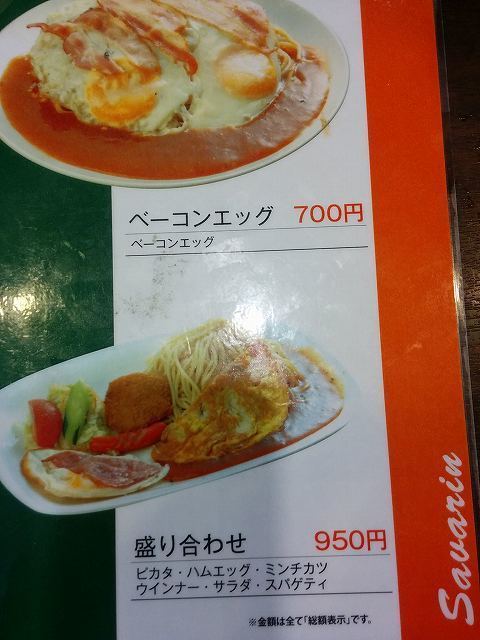 ベーコンエッグ 700円
ベーコンエッグ
盛り合わせ 950円
ピカタ・ハムエッグ・ミンチカツ
ウインナー・サラダ・スパゲティ
※金額は全て「総額表示」です。
Savarin